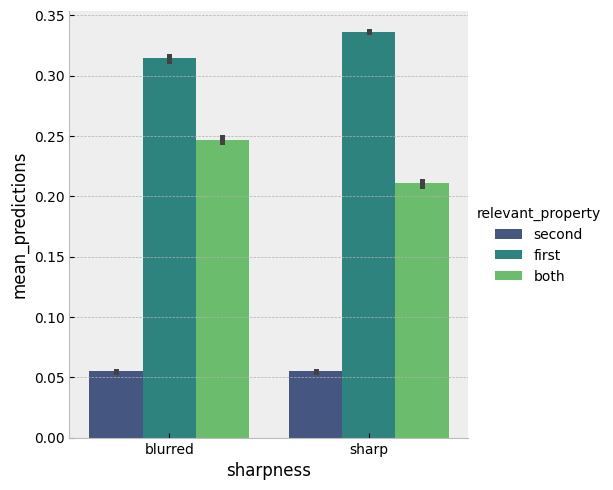 0.35
0.30
0.25
0.20
0.15
0.10
0.05
0.00
mean_predictions
blurred
sharp
sharpness
relevant_property
second
first
both